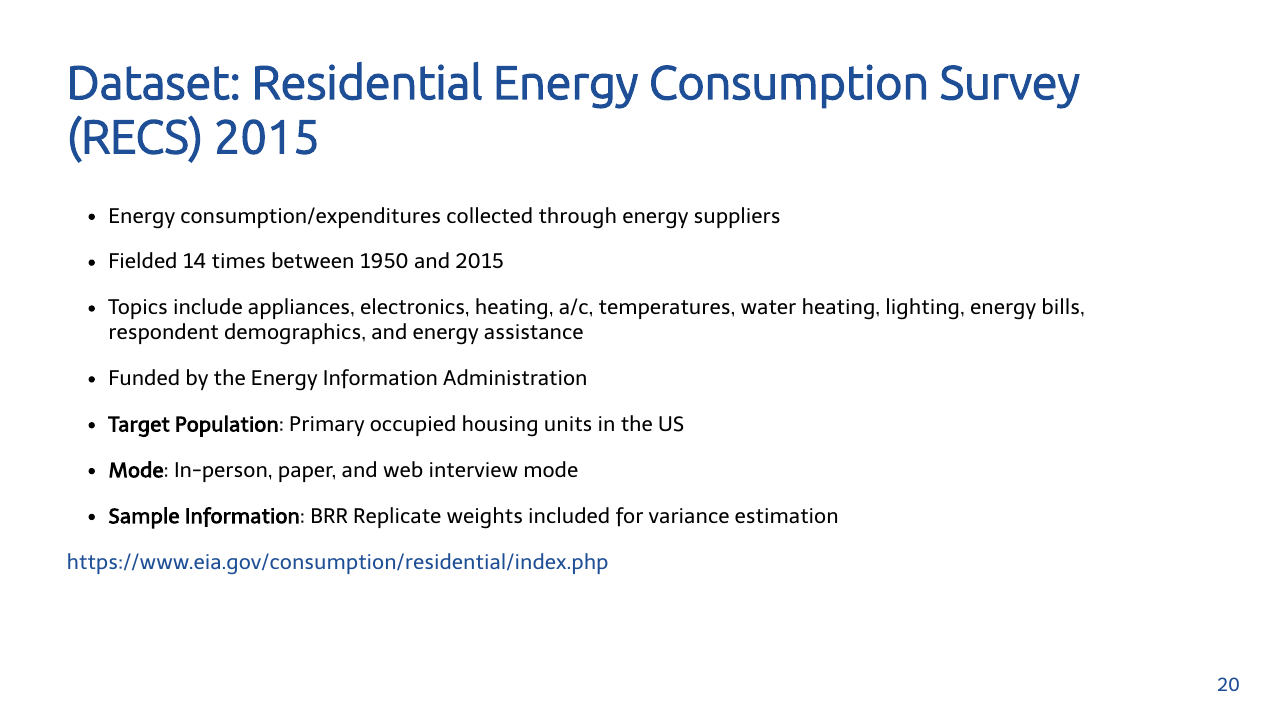 Dataset: Residential Energy Consumption Survey
(RECS) 2015
• Energy consumption/expenditures collected through energy suppliers
• Fielded 14 times between 1950 and 2015
• Topics include appliances, electronics, heating, a/c, temperatures, water heating, lighting, energy bills,
respondent demographics, and energy assistance
• Funded by the Energy Information Administration
• Target Population: Primary occupied housing units in the US
• Mode: In-person, paper, and web interview mode
• Sample Information: BRR Replicate weights included for variance estimation
https://www.eia.gov/consumption/residential/index.php
20